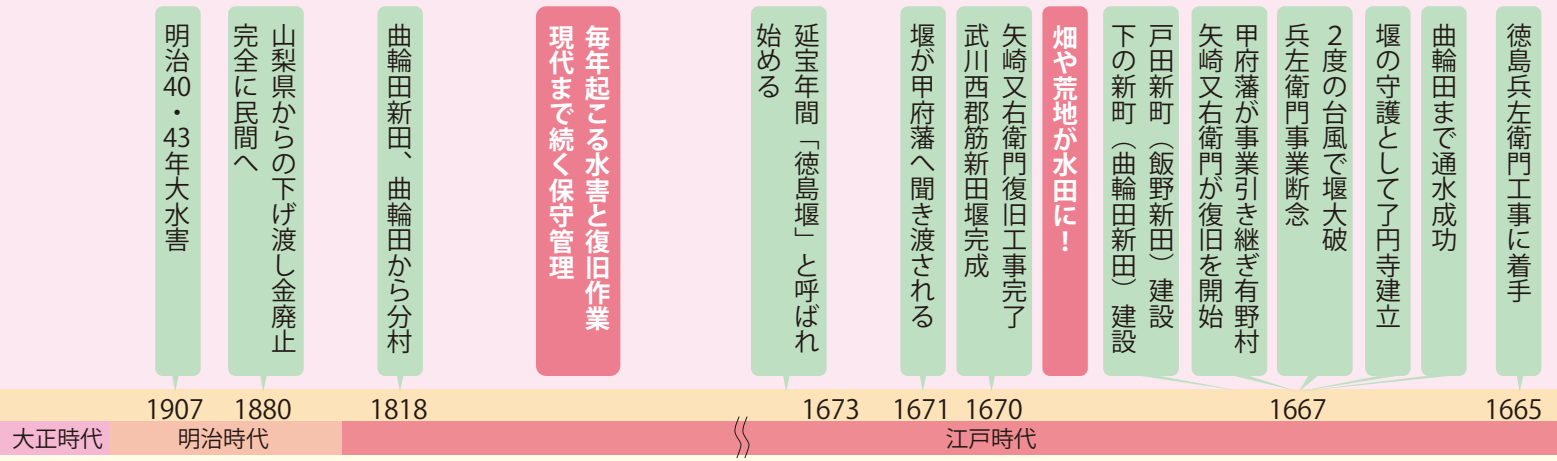 徳島兵左衛門工事に着手
曲輪田まで通水成功
堰の守護として了円寺建立
２度の台風で堰大破
兵左衛門事業断念
甲府藩が事業引き継ぎ有野村
矢崎又右衛門が復旧を開始
戸田新町（飯野新田）建設
下の新町（曲輪田新田）建設
畑や荒地が水田に！
矢崎又右衛門復旧工事完了
武川西郡筋新田堰完成
堰が甲府藩へ聞き渡される
延宝年間「徳島堰」と呼ばれ
始める
毎年起こる水害と復旧作業
現代まで続く保守管理
曲輪田新田、曲輪田から分村
山梨県からの下げ渡し金廃止
完全に民間へ
明治40・43年大水害
1907 1880 1818 1673 1671 1670 1667 1665
大正時代 明治時代 江戸時代